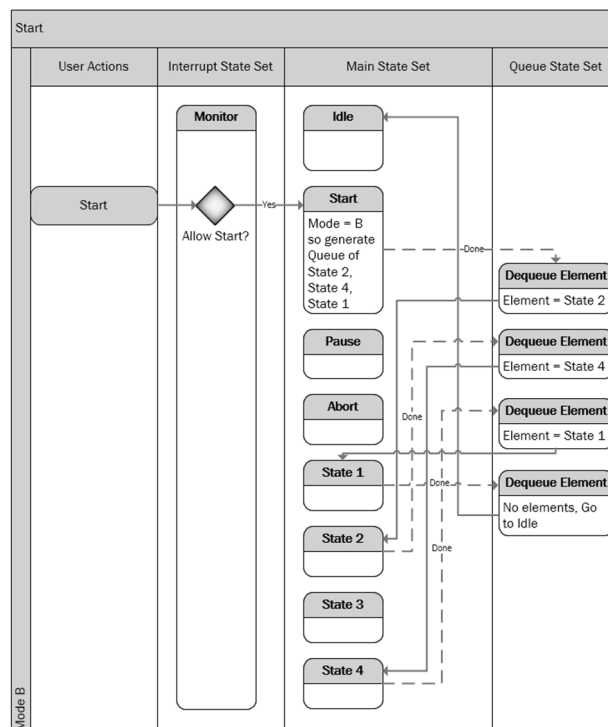 Start
User Actions
Interrupt State Set
Main State Set
Queue State Set
Monitor
Idle
Start
Allow Start?
Yes
Start
Mode = B
so generate
Queue of
State 2,
State 4,
State 1
Done
Dequeue Element
Element = State 2
Pause
Dequeue Element
Element = State 4
Abort
Done
Dequeue Element
Element = State 1
State 1
Done
Dequeue Element
No elements, Go
to Idle
State 2
Done
State 3
State 4
Mode B